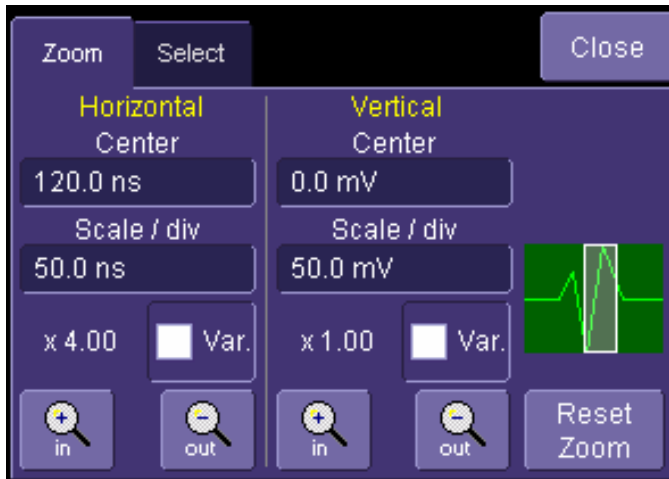 Zoom
Select
Close
Horizontal
Center
120.0 ns
Scale / div
50.0 ns
x 4.00
Var.
in
out
Vertical
Center
0.0 mV
Scale / div
50.0 mV
x 1.00
Var.
in
out
Reset
Zoom